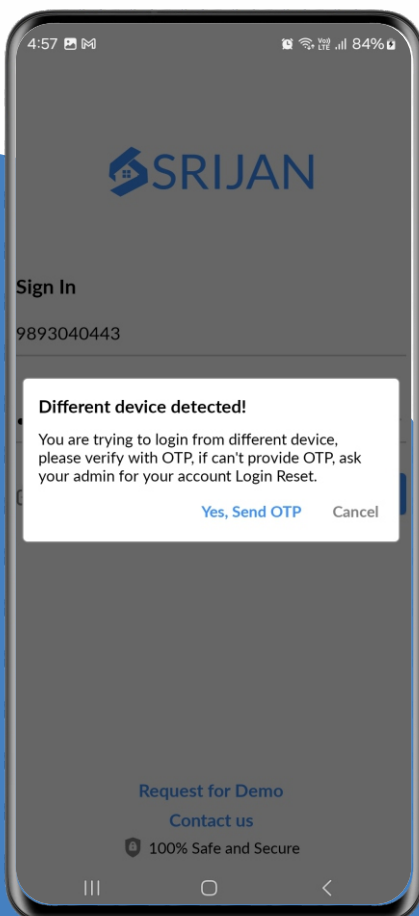 4:57
Vo) LTE 84%
SRIJAN
Sign In
9893040443
Different device detected!
You are trying to login from different device,
please verify with OTP, if can't provide OTP, ask
your admin for your account Login Reset.
Yes, Send OTP Cancel
Request for Demo
Contact us
100% Safe and Secure